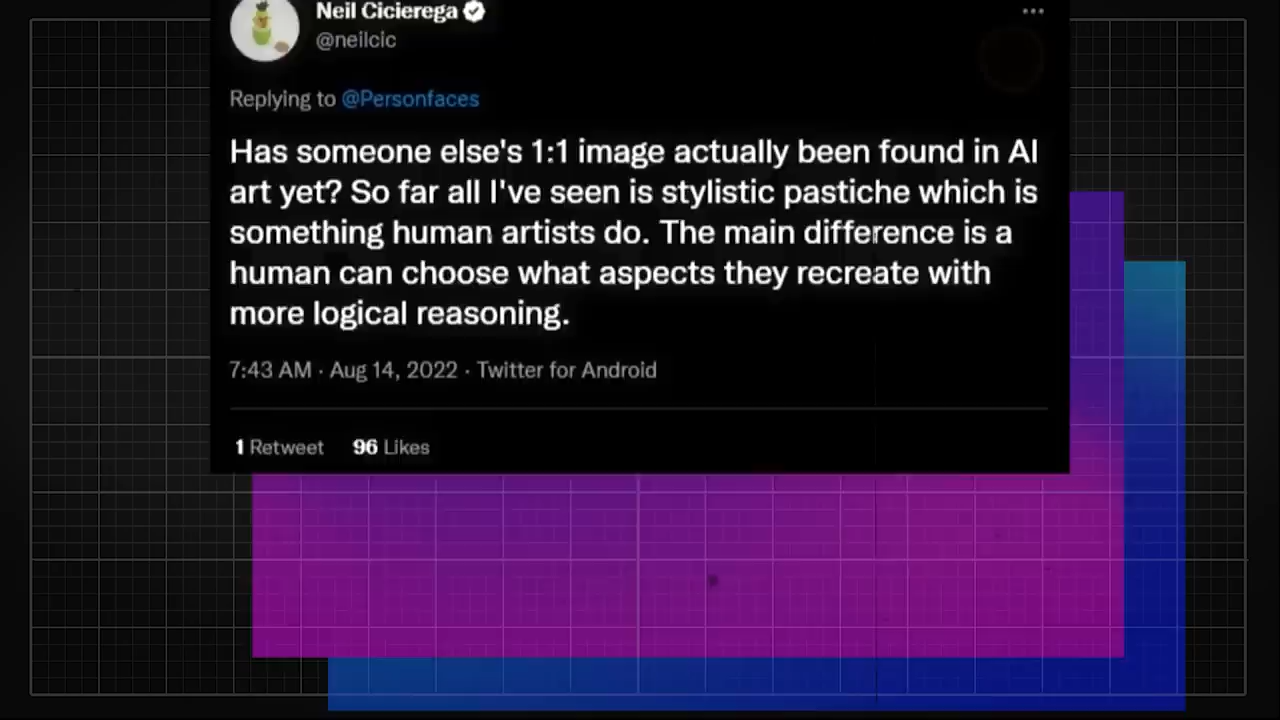 Neil Cicierega
@neilcic
Replying to @Personfaces
Has someone else's 1:1 image actually been found in AI
art yet? So far all I've seen is stylistic pastiche which is
something human artists do. The main difference is a
human can choose what aspects they recreate with
more logical reasoning.
7:43 AM · Aug 14, 2022 · Twitter for Android
1 Retweet 96 Likes